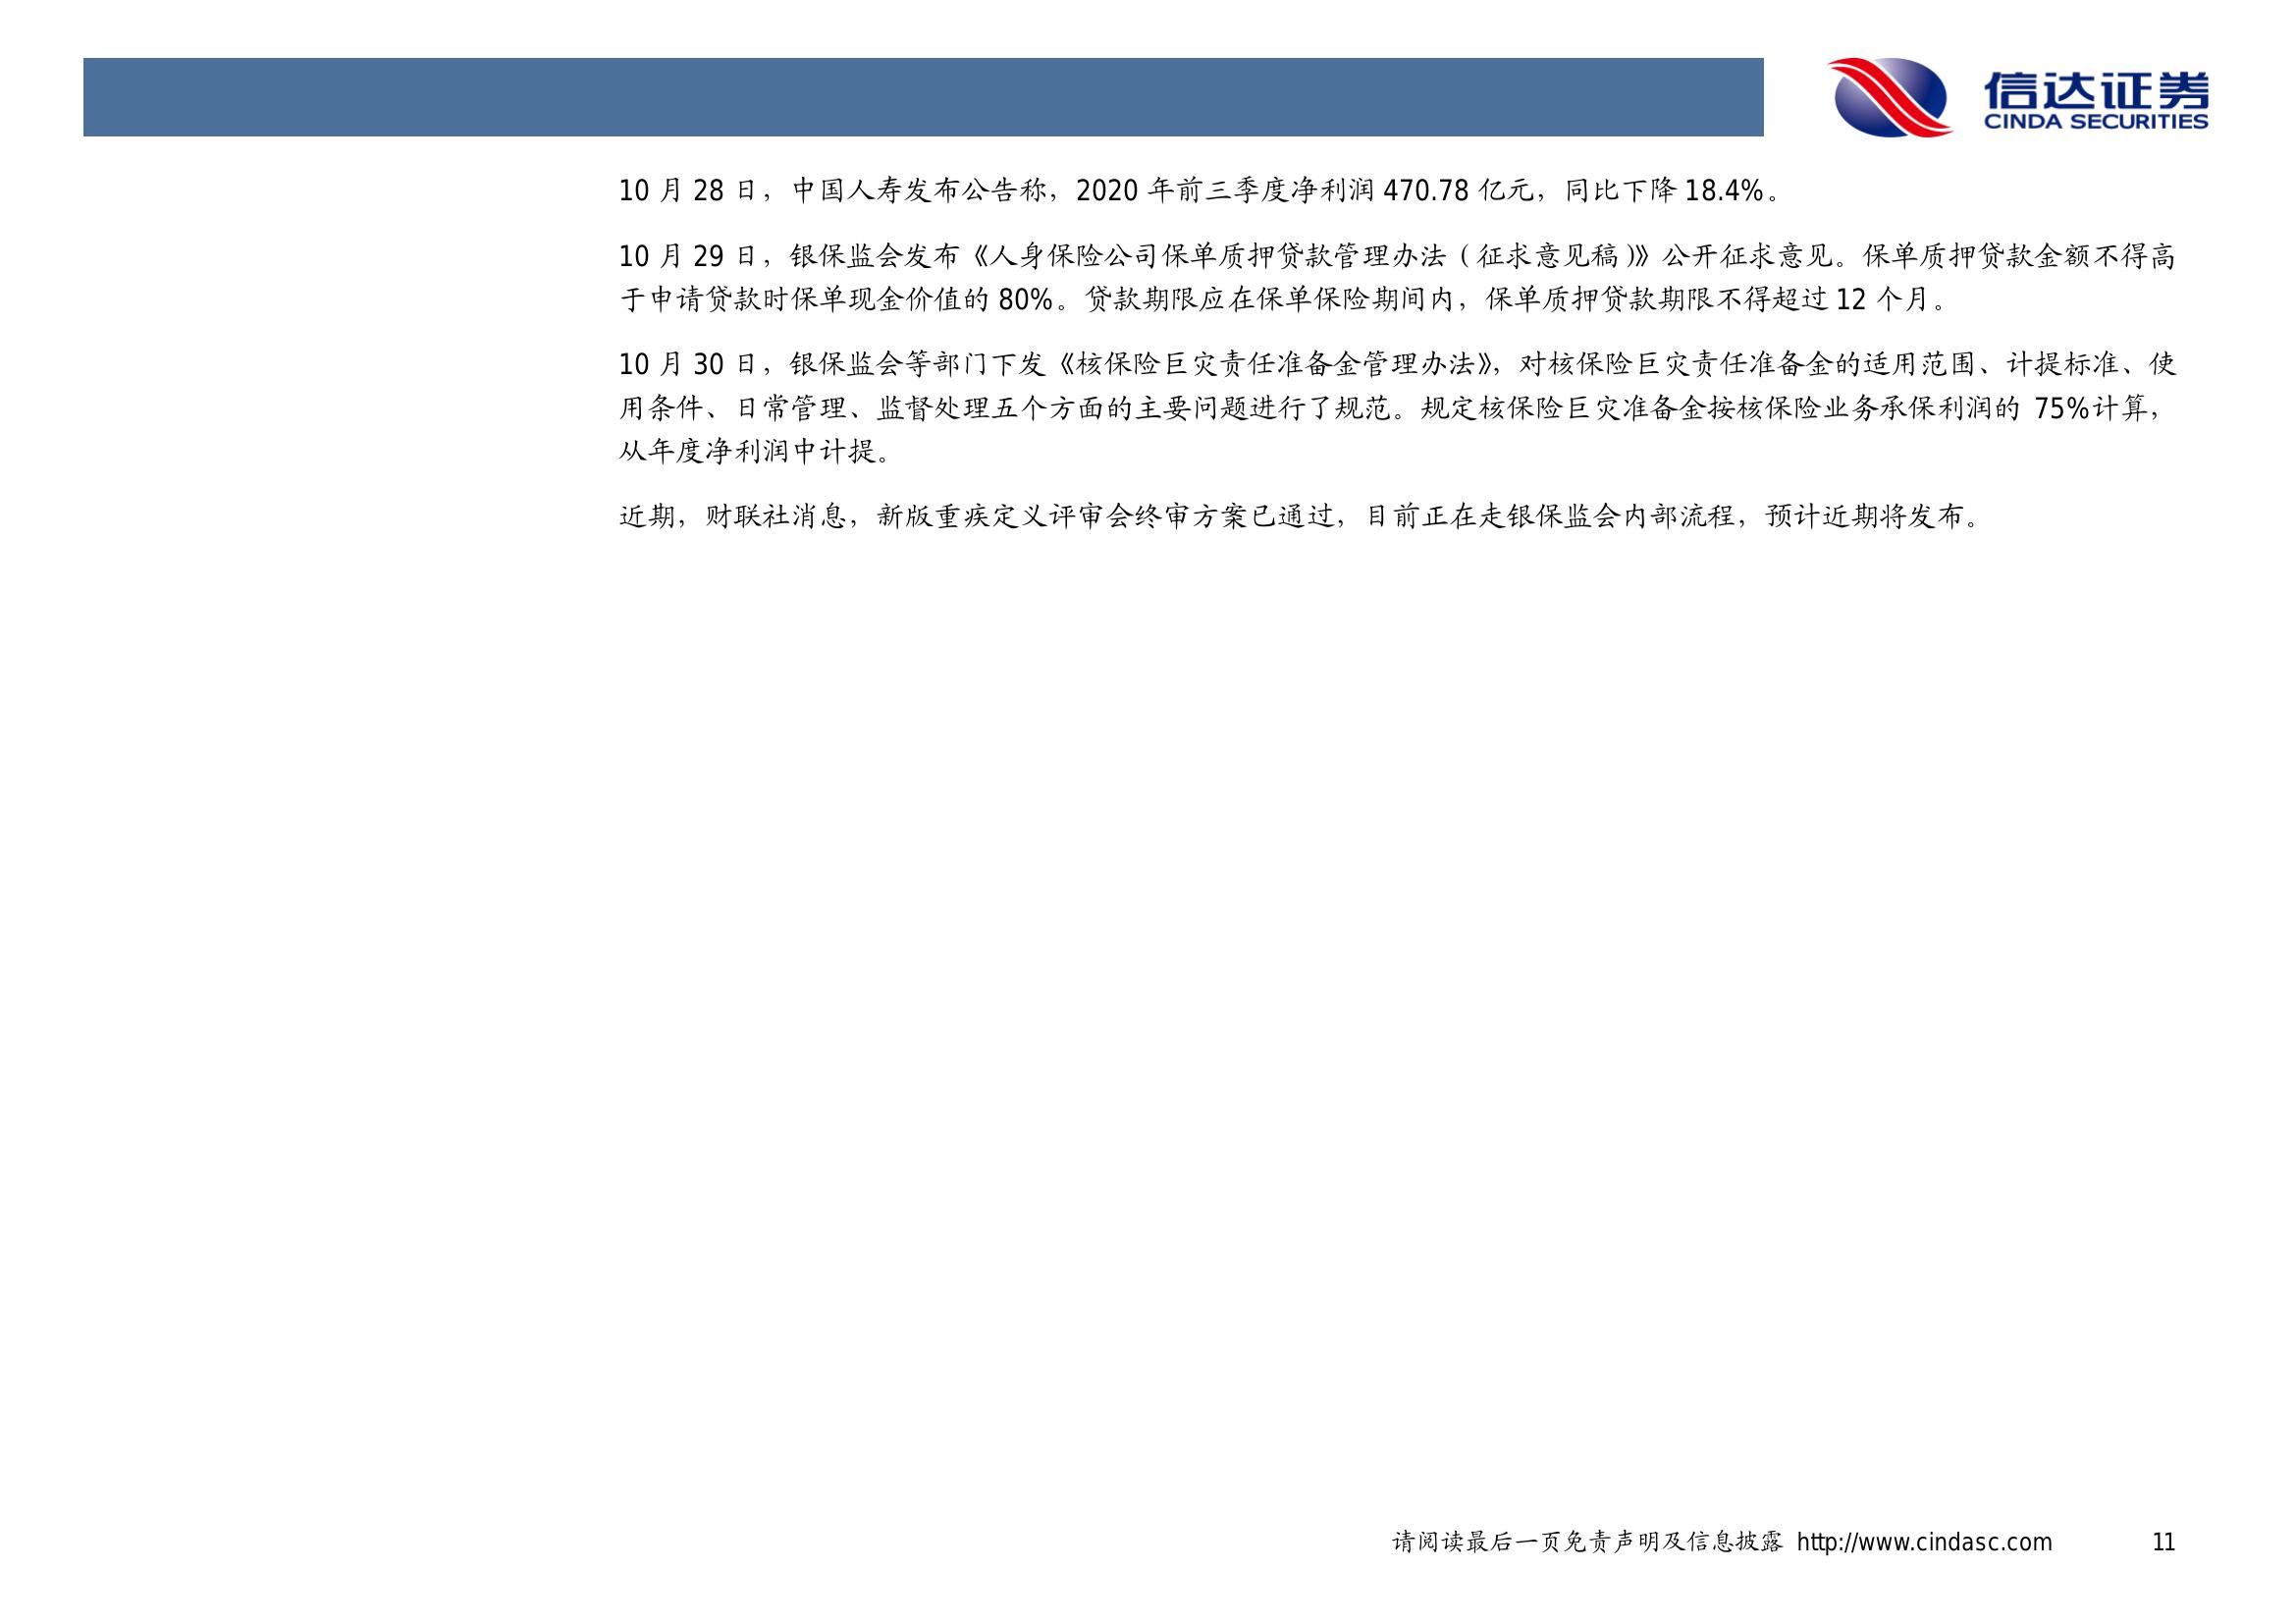 信达证券
CINDA SECURITIES
10 月 28 日，中国人寿发布公告称，2020 年前三季度净利润 470.78 亿元，同比下降 18.4%。
10 月 29 日，银保监会发布《人身保险公司保单质押贷款管理办法（征求意见稿）》公开征求意见。保单质押贷款金额不得高
于申请贷款时保单现金价值的 80%。贷款期限应在保单保险期间内，保单质押贷款期限不得超过 12 个月。
10 月 30 日，银保监会等部门下发《核保险巨灾责任准备金管理办法》，对核保险巨灾责任准备金的适用范围、计提标准、使
用条件、日常管理、监督处理五个方面的主要问题进行了规范。规定核保险巨灾准备金按核保险业务承保利润的 75%计算，
从年度净利润中计提。
近期，财联社消息，新版重疾定义评审会终审方案已通过，目前正在走银保监会内部流程，预计近期将发布。
请阅读最后一页免责声明及信息披露 http://www.cindasc.com 11